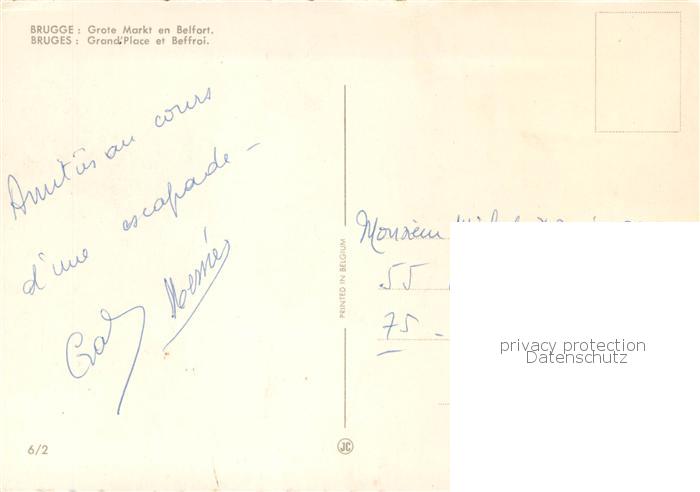 BRUGGE : Grote Markt en Belfort.
BRUGES : Grand'Place et Beffroi.
Amitiés au cours
d'une escapade -
PRINTED IN BELGIUM
Monsieur
55
75 -
privacy protection
Datenschutz
6/2
JC